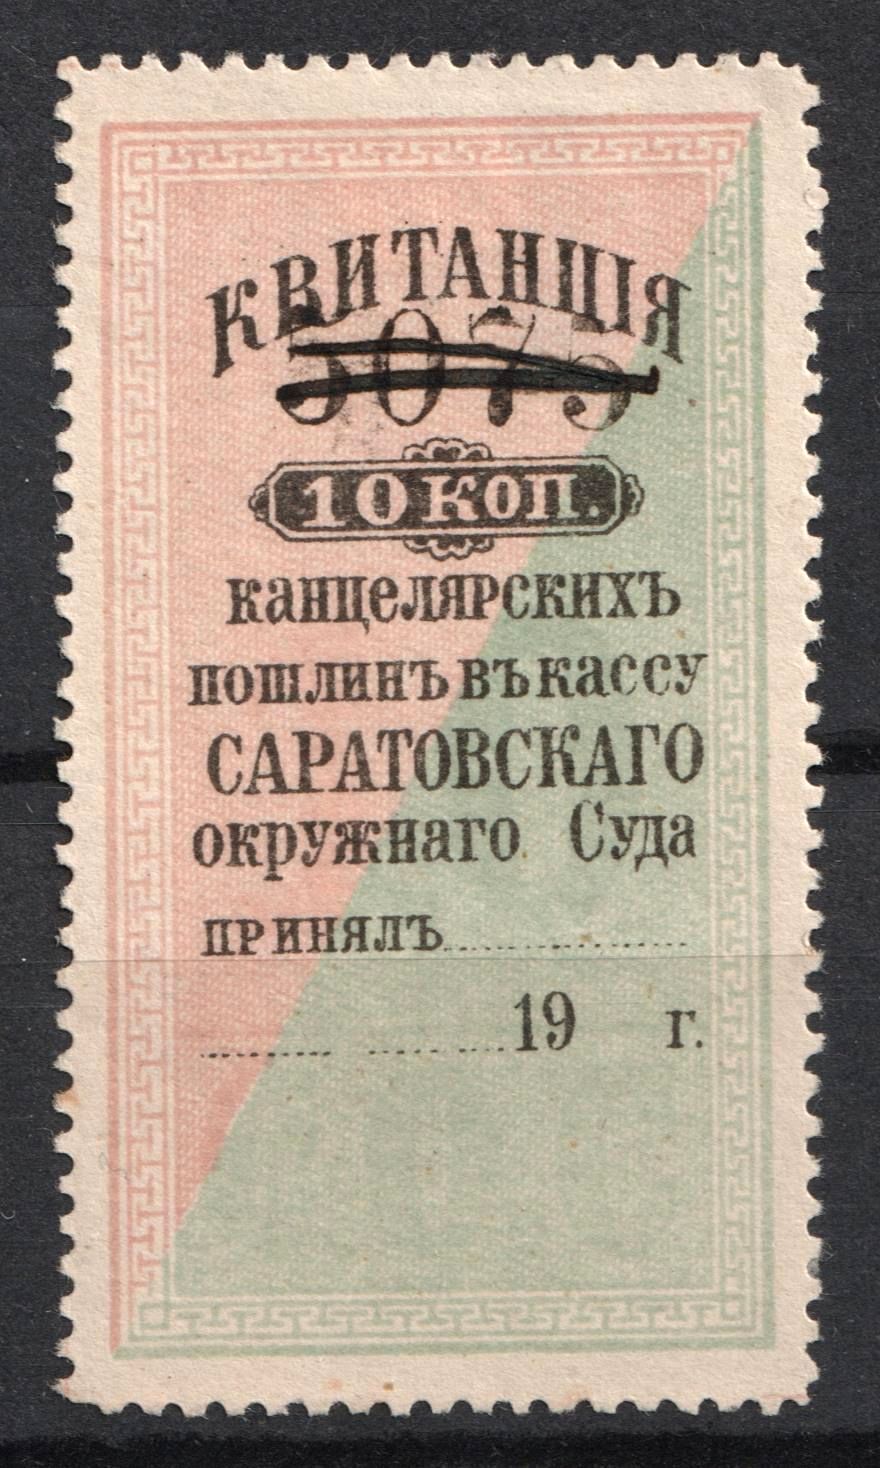 КВИТАНЦІЯ
5075
10 КОП.
канцелярскихъ
пошлинъ въ кассу
САРАТОВСКАГО
окружнаго Суда
принялъ
19 г.